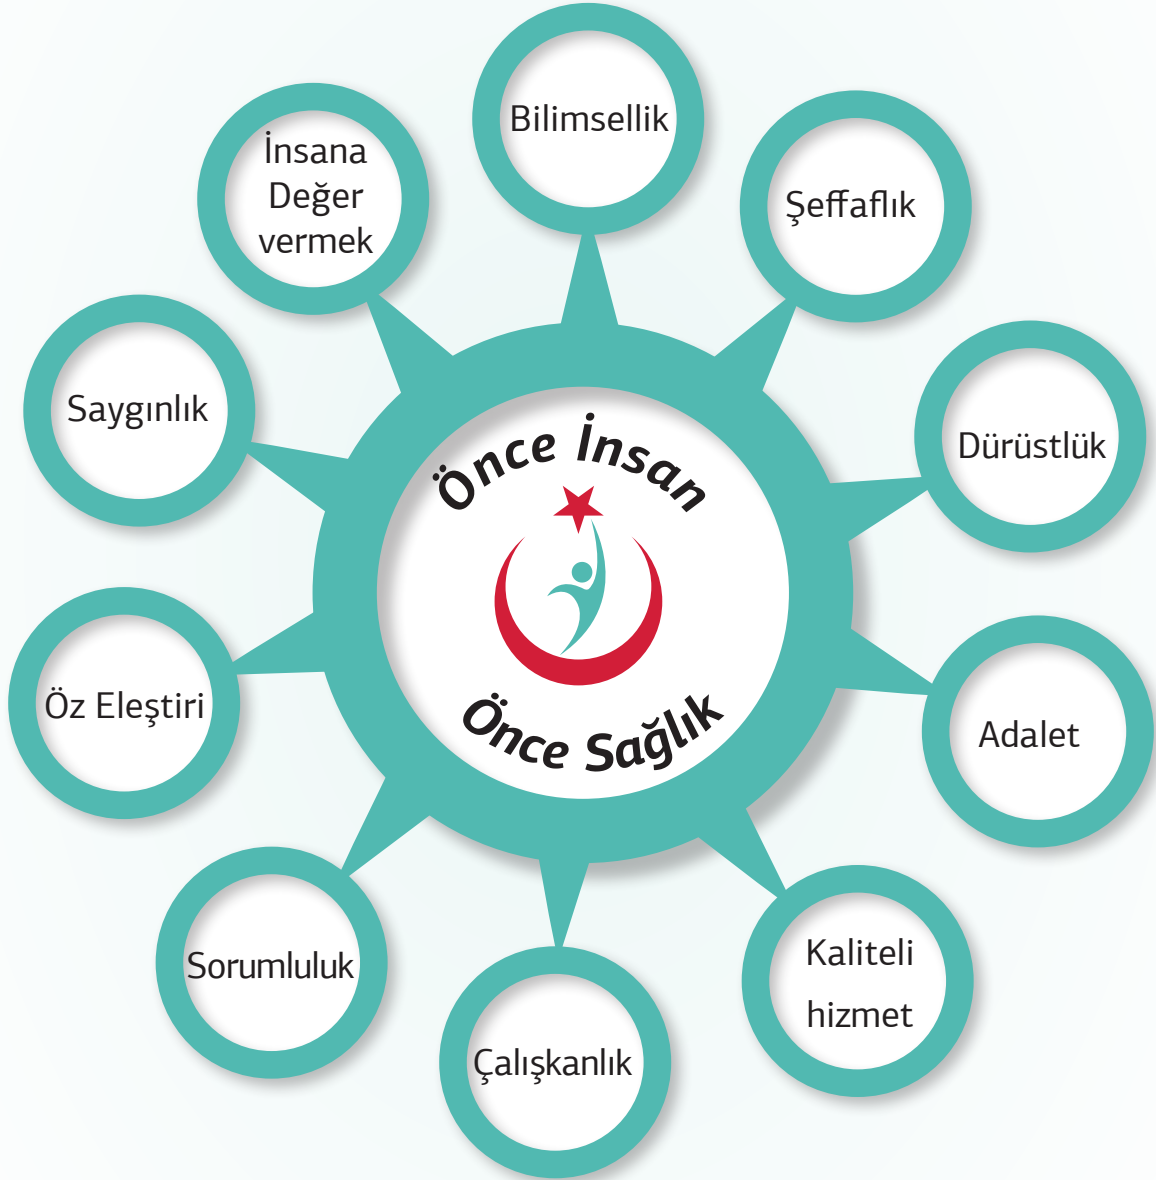 Bilimsellik
Şeffaflık
Dürüstlük
Adalet
Kaliteli
hizmet
Çalışkanlık
Sorumluluk
Öz Eleştiri
Saygınlık
İnsana
Değer
vermek
Önce İnsan
Önce Sağlık